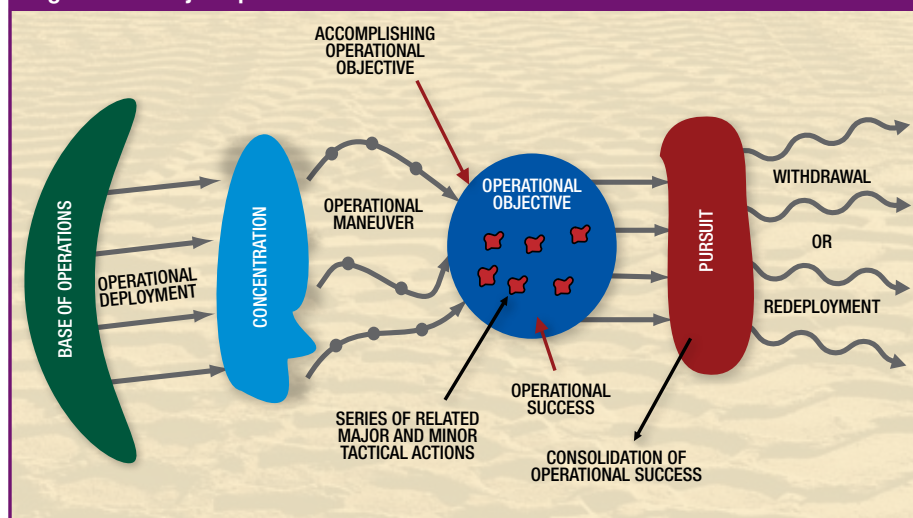 ACCOMPLISHING
OPERATIONAL
OBJECTIVE
BASE OF OPERATIONS
OPERATIONAL
DEPLOYMENT
CONCENTRATION
OPERATIONAL
MANEUVER
OPERATIONAL
OBJECTIVE
PURSUIT
WITHDRAWAL
OR
REDEPLOYMENT
SERIES OF RELATED
MAJOR AND MINOR
TACTICAL ACTIONS
OPERATIONAL
SUCCESS
CONSOLIDATION OF
OPERATIONAL SUCCESS